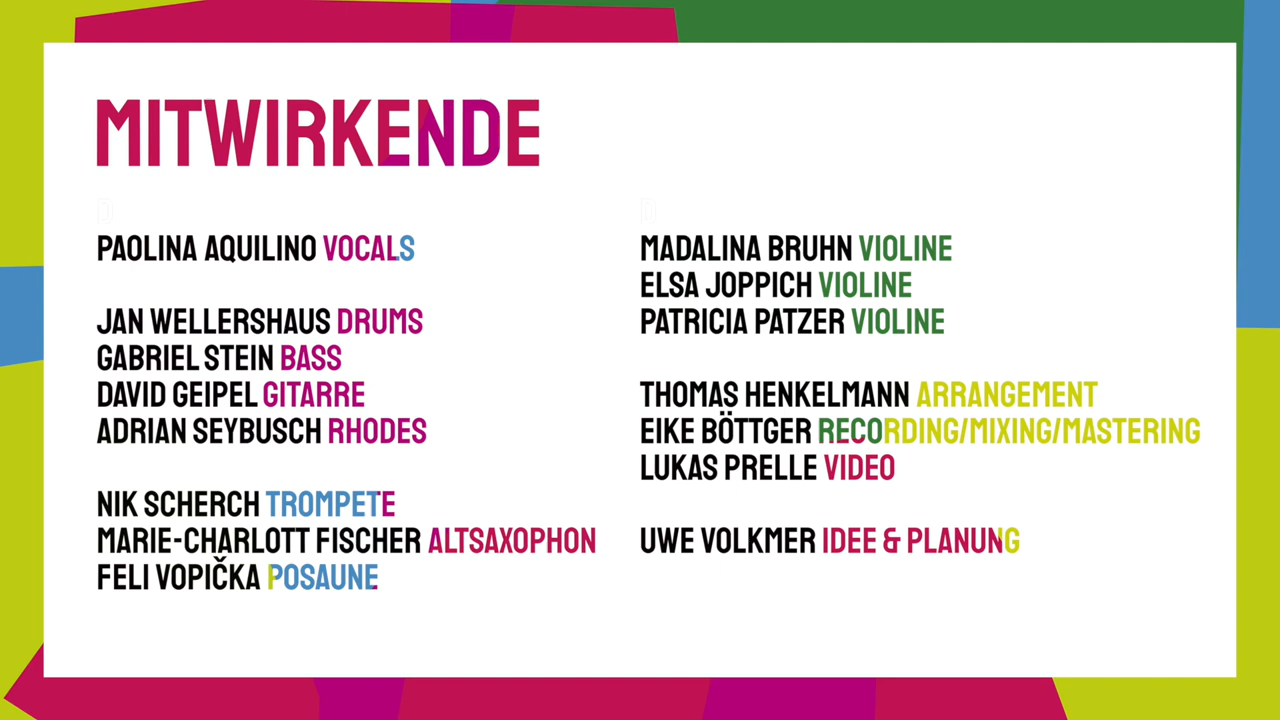 MITWIRKENDE
PAOLINA AQUILINO VOCALS
JAN WELLERSHAUS DRUMS
GABRIEL STEIN BASS
DAVID GEIPEL GITARRE
ADRIAN SEYBUSCH RHODES
NIK SCHERCH TROMPETE
MARIE-CHARLOTT FISCHER ALTSAXOPHON
FELI VOPIČKA POSAUNE
MADALINA BRUHN VIOLINE
ELSA JOPPICH VIOLINE
PATRICIA PATZER VIOLINE
THOMAS HENKELMANN ARRANGEMENT
EIKE BÖTTGER RECORDING/MIXING/MASTERING
LUKAS PRELLE VIDEO
UWE VOLKMER IDEE & PLANUNG